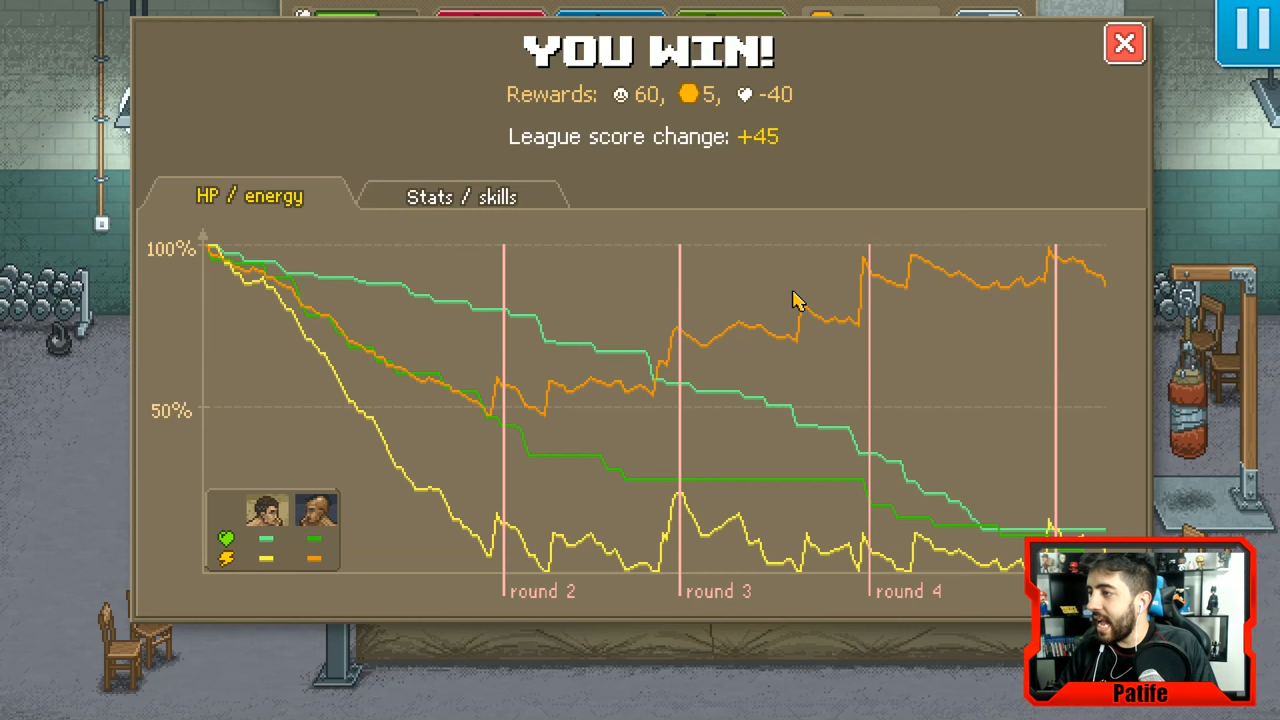 YOU WIN!
Rewards: 60, 5, -40
League score change: +45
HP / energy
Stats / skills
100%
50%
round 2
round 3
round 4
Patife